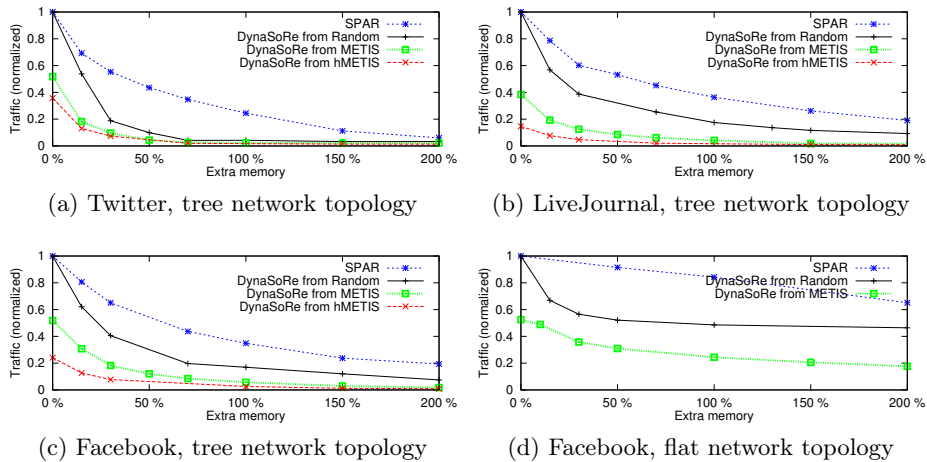 1
0.8
0.6
0.4
0.2
0
Traffic (normalized)
0 %
50 %
100 %
150 %
200 %
Extra memory
SPAR
DynaSoRe from Random
DynaSoRe from METIS
DynaSoRe from hMETIS
(a) Twitter, tree network topology
1
0.8
0.6
0.4
0.2
0
Traffic (normalized)
0 %
50 %
100 %
150 %
200 %
Extra memory
SPAR
DynaSoRe from Random
DynaSoRe from METIS
DynaSoRe from hMETIS
(b) LiveJournal, tree network topology
1
0.8
0.6
0.4
0.2
0
Traffic (normalized)
0 %
50 %
100 %
150 %
200 %
Extra memory
SPAR
DynaSoRe from Random
DynaSoRe from METIS
DynaSoRe from hMETIS
(c) Facebook, tree network topology
1
0.8
0.6
0.4
0.2
0
Traffic (normalized)
0 %
50 %
100 %
150 %
200 %
Extra memory
SPAR
DynaSoRe from Random
DynaSoRe from METIS
(d) Facebook, flat network topology